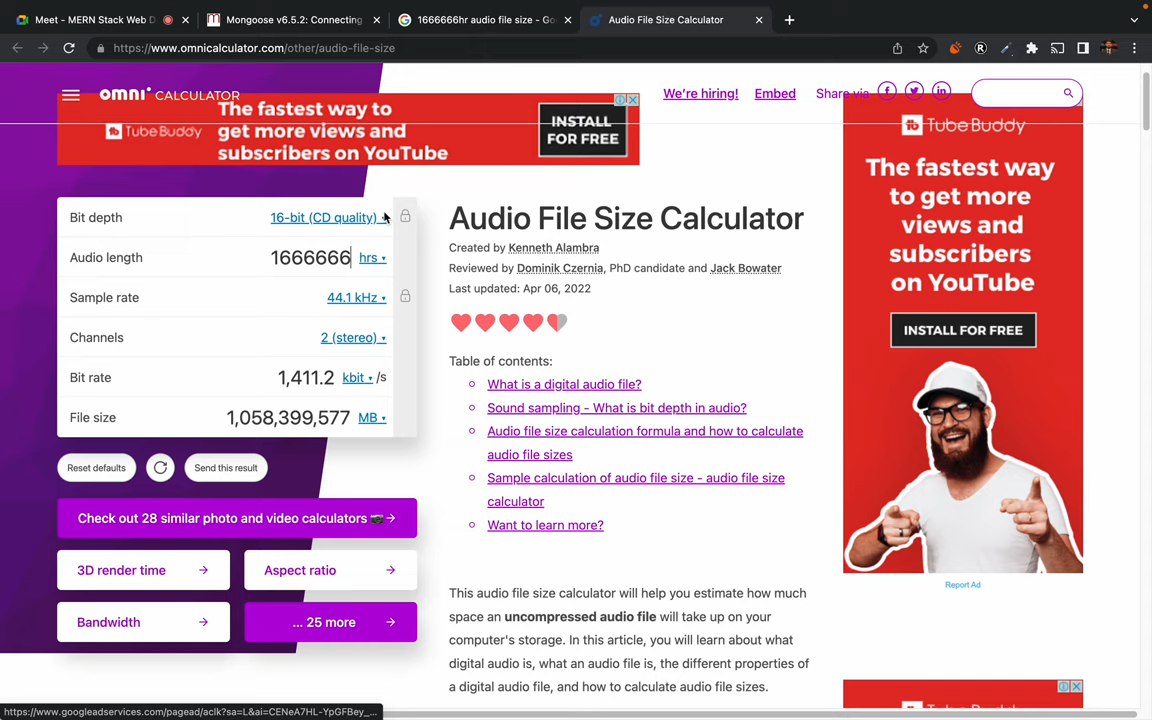 Meet - MERN Stack Web D
Mongoose v6.5.2: Connecting
1666666hr audio file size - Go
Audio File Size Calculator
https://www.omnicalculator.com/other/audio-file-size
omni CALCULATOR
We're hiring!
Embed
Share via
The fastest way to get more views and subscribers on YouTube
TubeBuddy
INSTALL FOR FREE
TubeBuddy
The fastest way to get more views and subscribers on YouTube
INSTALL FOR FREE
Report Ad
Bit depth 16-bit (CD quality)
Audio length 1666666 hrs
Sample rate 44.1 kHz
Channels 2 (stereo)
Bit rate 1,411.2 kbit /s
File size 1,058,399,577 MB
Reset defaults
Send this result
Check out 28 similar photo and video calculators 📷→
3D render time →
Aspect ratio →
Bandwidth →
... 25 more →
Audio File Size Calculator
Created by Kenneth Alambra
Reviewed by Dominik Czernia, PhD candidate and Jack Bowater
Last updated: Apr 06, 2022
Table of contents:
What is a digital audio file?
Sound sampling - What is bit depth in audio?
Audio file size calculation formula and how to calculate
audio file sizes
Sample calculation of audio file size - audio file size
calculator
Want to learn more?
This audio file size calculator will help you estimate how much
space an uncompressed audio file will take up on your
computer's storage. In this article, you will learn about what
digital audio is, what an audio file is, the different properties of
a digital audio file, and how to calculate audio file sizes.
https://www.googleadservices.com/pagead/aclk?sa=L&ai=CENeA7HL-YpGFBey_...